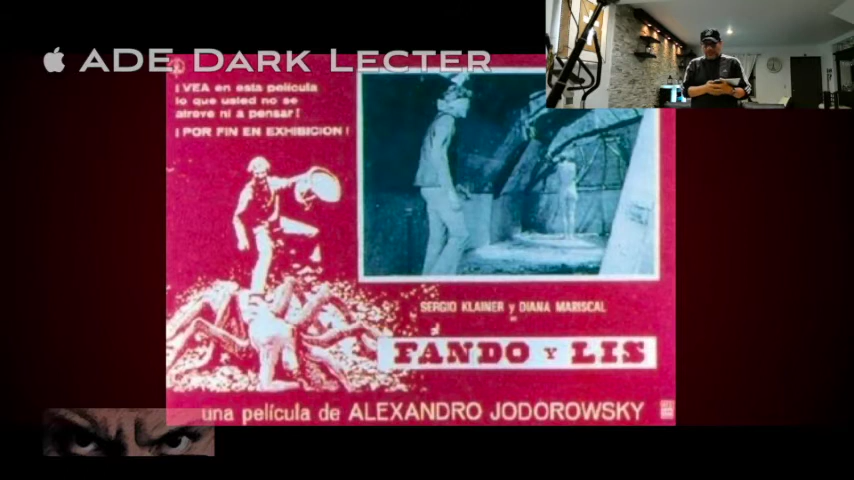 ADE DARK LECTER
¡ VEA en esta película
lo que usted no se
atreve ni a pensar !
¡ POR FIN EN EXHIBICION !
SERGIO KLAINER y DIANA MARISCAL
en
FANDO Y LIS
una película de ALEXANDRO JODOROWSKY